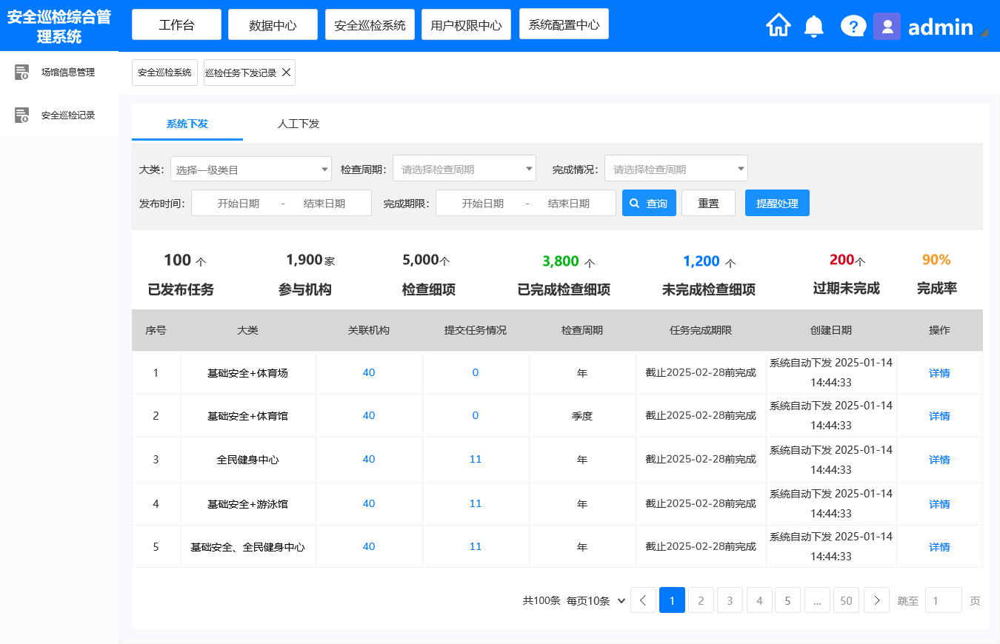 安全巡检综合管
理系统
工作台
数据中心
安全巡检系统
用户权限中心
系统配置中心
?
admin
场馆信息管理
安全巡检记录
安全巡检系统
巡检任务下发记录
系统下发
人工下发
大类: 选择一级类目
检查周期: 请选择检查周期
完成情况: 请选择检查周期
发布时间: 开始日期 - 结束日期
完成期限: 开始日期 - 结束日期
查询
重置
提醒处理
100 个 1,900家 5,000个 3,800 个 1,200 个 200个 90%
已发布任务 参与机构 检查细项 已完成检查细项 未完成检查细项 过期未完成 完成率
序号 大类 关联机构 提交任务情况 检查周期 任务完成期限 创建日期 操作
1 基础安全+体育场 40 0 年 截止2025-02-28前完成 系统自动下发 2025-01-14
14:44:33 详情
2 基础安全+体育馆 40 0 季度 截止2025-02-28前完成 系统自动下发 2025-01-14
14:44:33 详情
3 全民健身中心 40 11 年 截止2025-02-28前完成 系统自动下发 2025-01-14
14:44:33 详情
4 基础安全+游泳馆 40 11 年 截止2025-02-28前完成 系统自动下发 2025-01-14
14:44:33 详情
5 基础安全、全民健身中心 40 11 年 截止2025-02-28前完成 系统自动下发 2025-01-14
14:44:33 详情
共100条 每页10条 1 2 3 4 5 ... 50 跳至 1 页